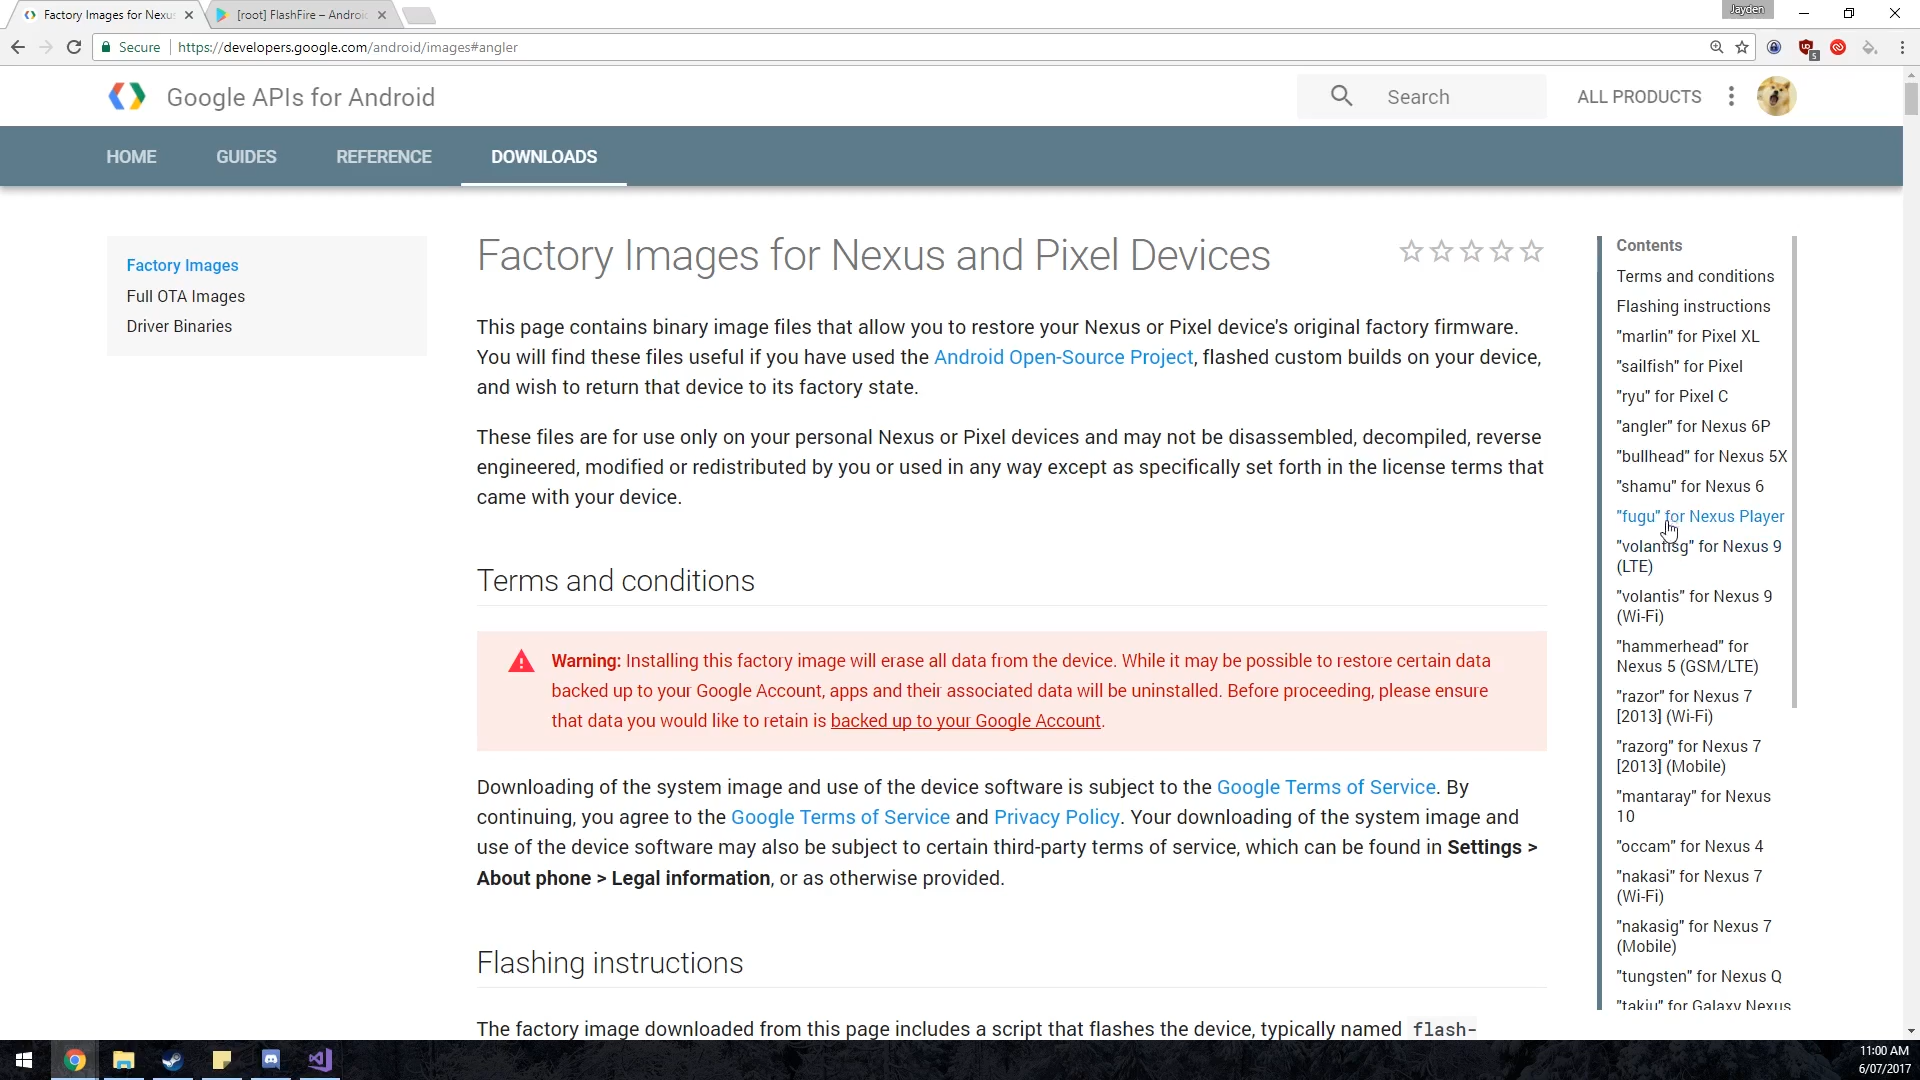 Factory Images for Nexus
[root] FlashFire – Android
Jayden
Secure
https://developers.google.com/android/images#angler
5
Google APIs for Android
Search
ALL PRODUCTS
HOME
GUIDES
REFERENCE
DOWNLOADS
Factory Images
Full OTA Images
Driver Binaries
Factory Images for Nexus and Pixel Devices
This page contains binary image files that allow you to restore your Nexus or Pixel device's original factory firmware.
You will find these files useful if you have used the Android Open-Source Project, flashed custom builds on your device,
and wish to return that device to its factory state.
These files are for use only on your personal Nexus or Pixel devices and may not be disassembled, decompiled, reverse
engineered, modified or redistributed by you or used in any way except as specifically set forth in the license terms that
came with your device.
Terms and conditions
Warning: Installing this factory image will erase all data from the device. While it may be possible to restore certain data
backed up to your Google Account, apps and their associated data will be uninstalled. Before proceeding, please ensure
that data you would like to retain is backed up to your Google Account.
Downloading of the system image and use of the device software is subject to the Google Terms of Service. By
continuing, you agree to the Google Terms of Service and Privacy Policy. Your downloading of the system image and
use of the device software may also be subject to certain third-party terms of service, which can be found in Settings >
About phone > Legal information, or as otherwise provided.
Flashing instructions
The factory image downloaded from this page includes a script that flashes the device, typically named flash-
Contents
Terms and conditions
Flashing instructions
"marlin" for Pixel XL
"sailfish" for Pixel
"ryu" for Pixel C
"angler" for Nexus 6P
"bullhead" for Nexus 5X
"shamu" for Nexus 6
"fugu" for Nexus Player
"volantisg" for Nexus 9
(LTE)
"volantis" for Nexus 9
(Wi-Fi)
"hammerhead" for
Nexus 5 (GSM/LTE)
"razor" for Nexus 7
[2013] (Wi-Fi)
"razorg" for Nexus 7
[2013] (Mobile)
"mantaray" for Nexus
10
"occam" for Nexus 4
"nakasi" for Nexus 7
(Wi-Fi)
"nakasig" for Nexus 7
(Mobile)
"tungsten" for Nexus Q
"takju" for Galaxy Nexus
11:00 AM
6/07/2017